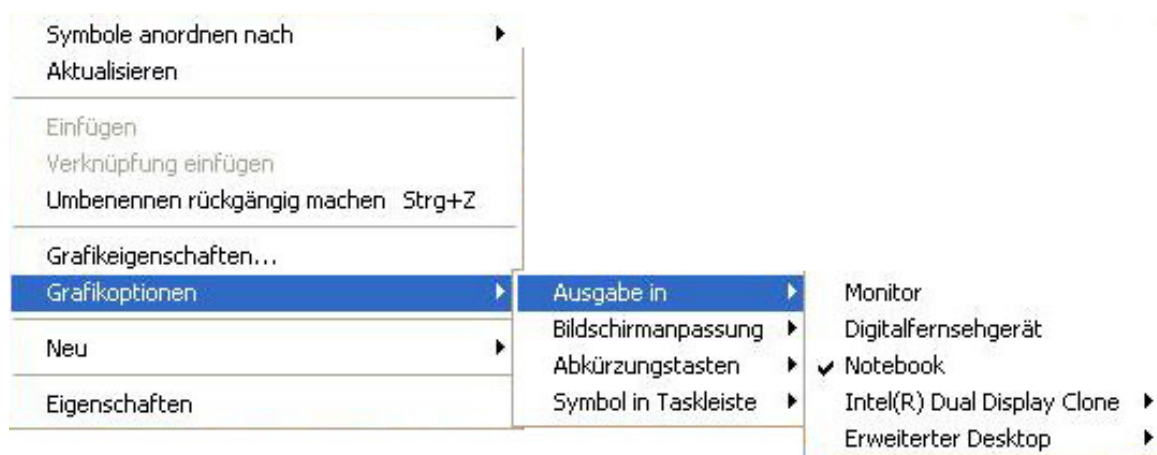 Symbole anordnen nach
Aktualisieren
Einfügen
Verknüpfung einfügen
Umbenennen rückgängig machen Strg+Z
Grafikeigenschaften...
Grafikoptionen
Neu
Eigenschaften
Ausgabe in
Bildschirmanpassung
Abkürzungstasten
Symbol in Taskleiste
Monitor
Digitalfernsehgerät
Notebook
Intel(R) Dual Display Clone
Erweiterter Desktop